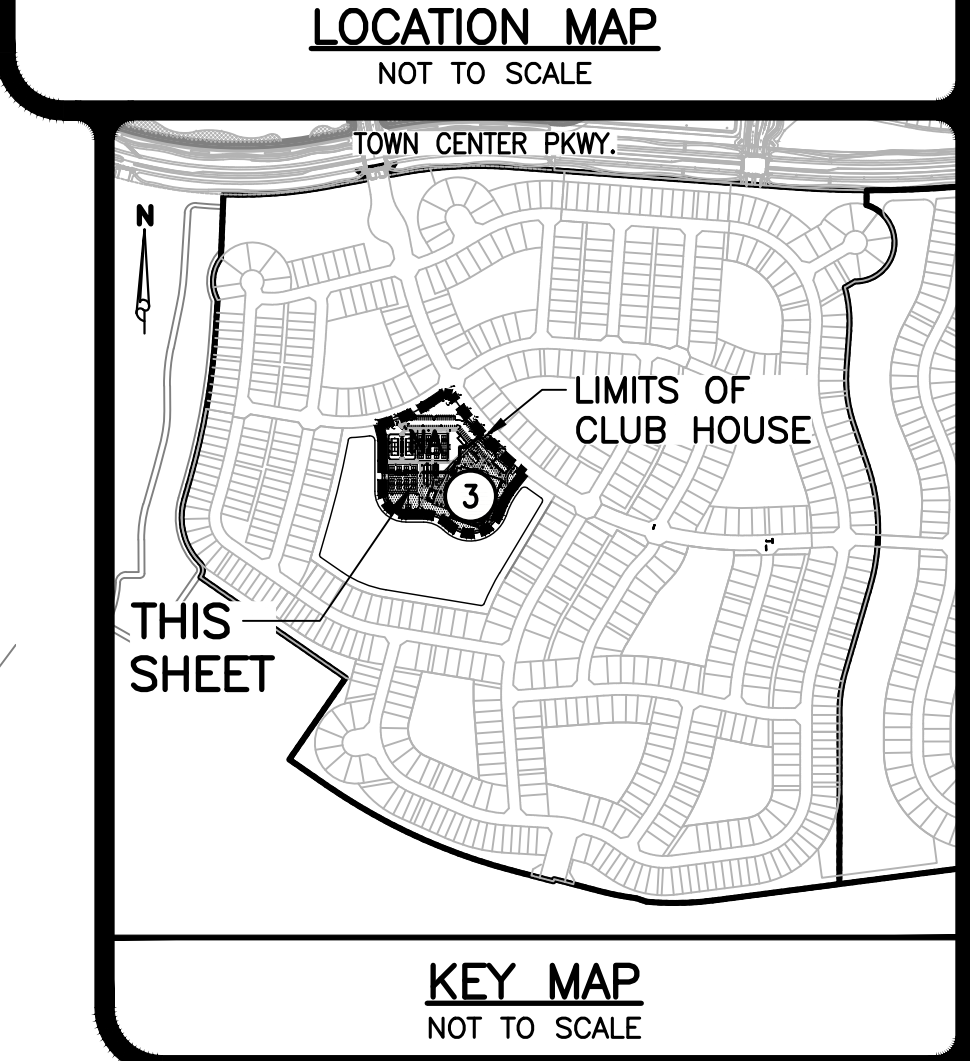 LOCATION MAP
NOT TO SCALE
TOWN CENTER PKWY.
N
LIMITS OF
CLUB HOUSE
3
THIS
SHEET
KEY MAP
NOT TO SCALE